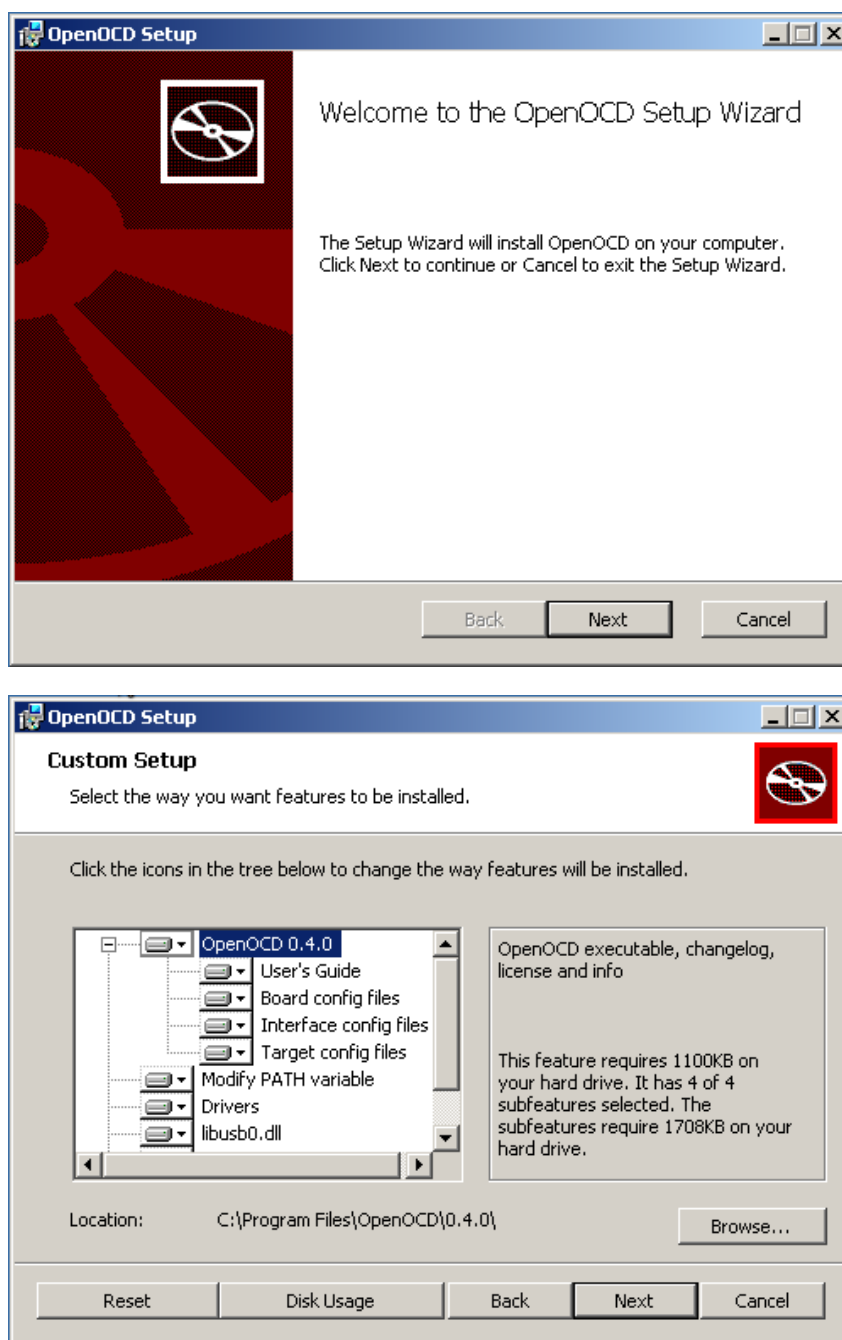 OpenOCD Setup
Welcome to the OpenOCD Setup Wizard
The Setup Wizard will install OpenOCD on your computer.
Click Next to continue or Cancel to exit the Setup Wizard.
Back
Next
Cancel
OpenOCD Setup
Custom Setup
Select the way you want features to be installed.
Click the icons in the tree below to change the way features will be installed.
OpenOCD 0.4.0
User's Guide
Board config files
Interface config files
Target config files
Modify PATH variable
Drivers
libusb0.dll
OpenOCD executable, changelog,
license and info
This feature requires 1100KB on
your hard drive. It has 4 of 4
subfeatures selected. The
subfeatures require 1708KB on your
hard drive.
Location:
C:\Program Files\OpenOCD\0.4.0\
Browse...
Reset
Disk Usage
Back
Next
Cancel